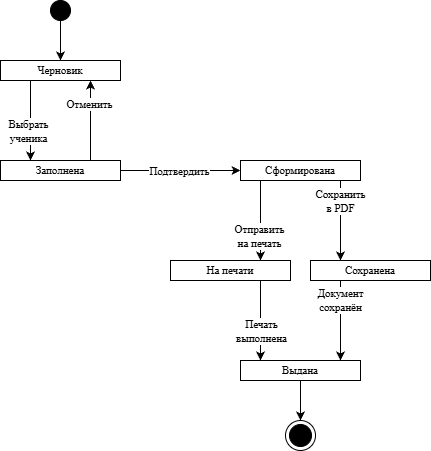 Черновик
Отменить
Выбрать
ученика
Заполнена
Подтвердить
Сформирована
Сохранить
в PDF
Отправить
на печать
На печати
Сохранена
Документ
сохранён
Печать
выполнена
Выдана